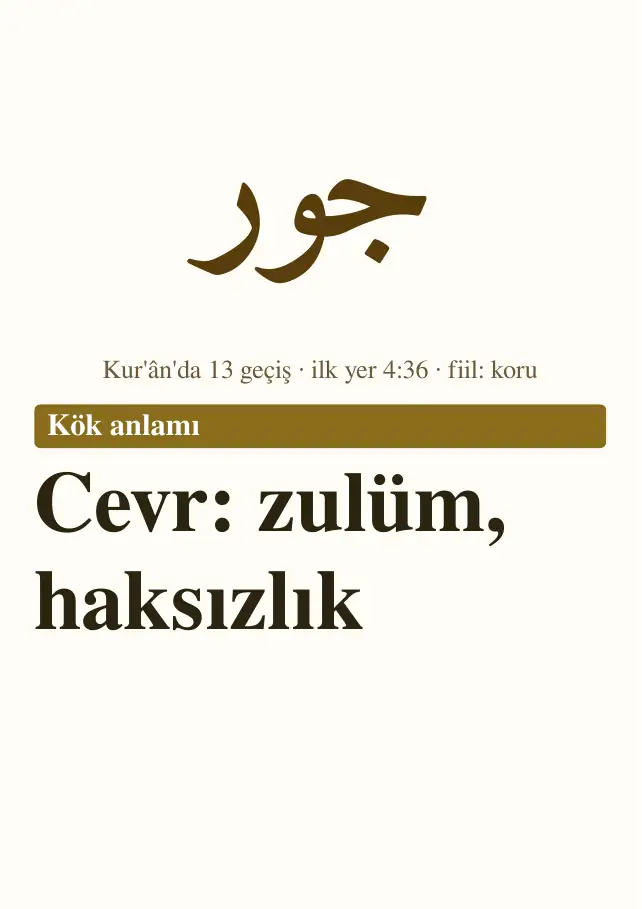 جور
Kur'ân'da 13 geçiş · ilk yer 4:36 · fiil: koru
Kök anlamı
Cevr: zulüm,
haksızlık